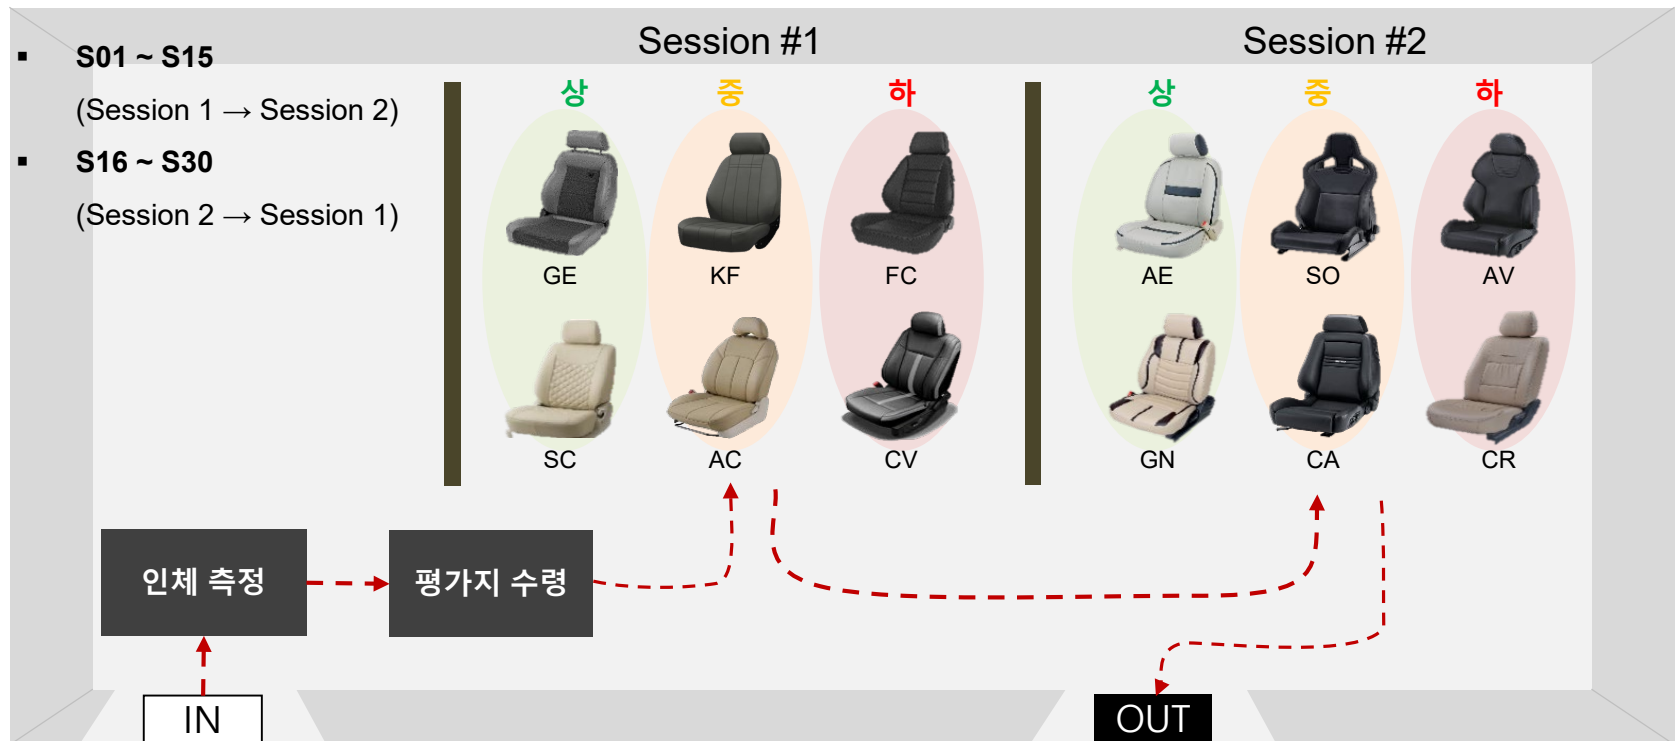 ▪ S01 ~ S15
(Session 1 → Session 2)
▪ S16 ~ S30
(Session 2 → Session 1)
Session #1
상 중 하
GE KF FC
SC AC CV
Session #2
상 중 하
AE SO AV
GN CA CR
인체 측정
평가지 수령
IN
OUT